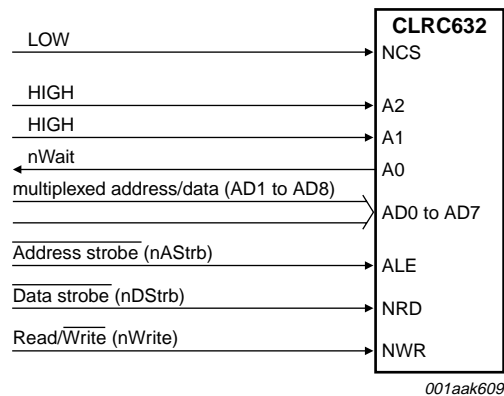 CLRC632
LOW
NCS
HIGH
A2
HIGH
A1
nWait
A0
multiplexed address/data (AD1 to AD8)
AD0 to AD7
Address strobe (nAStrb)
ALE
Data strobe (nDStrb)
NRD
Read/Write (nWrite)
NWR
001aak609